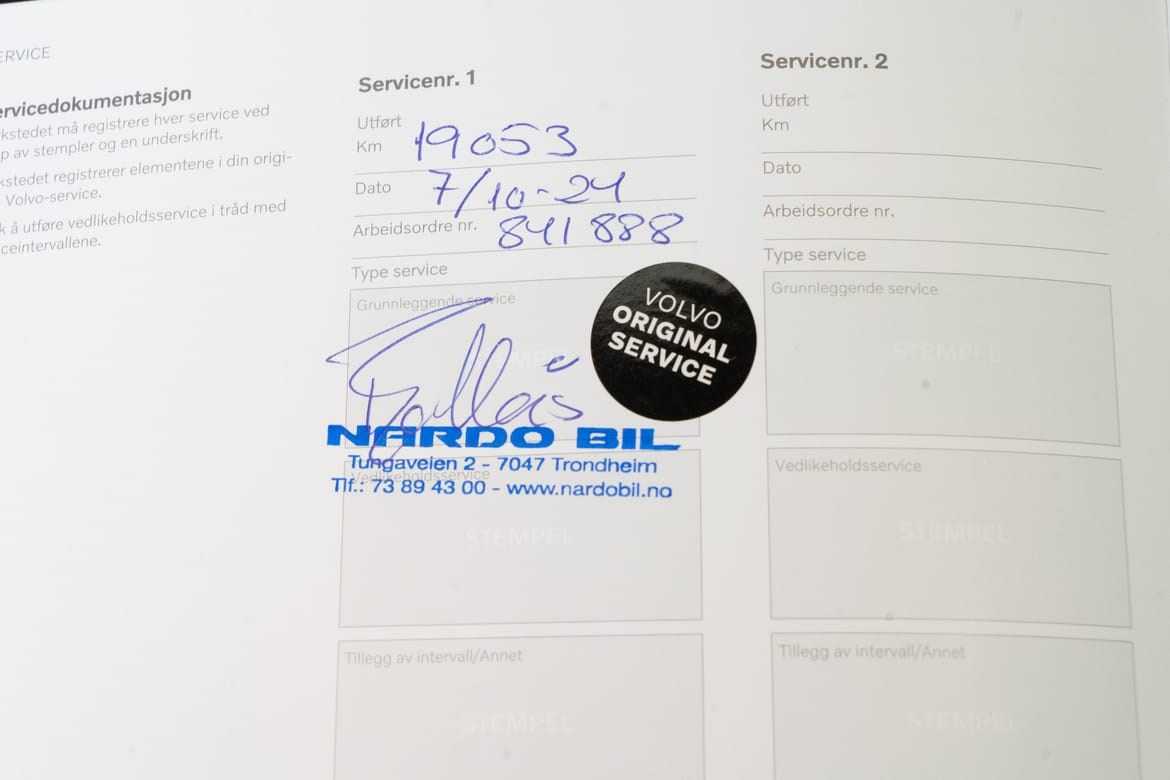 ERVICE
ervicedokumentasjon
kstedet må registrere hver service ved
p av stempler og en underskrift.
kstedet registrerer elementene i din origi-
Volvo-service.
k å utføre vedlikeholdsservice i tråd med
ceintervallene.
Servicenr. 1
Utført
Km 19053
Dato 7/10-24
Arbeidsordre nr. 841888
Type service
Grunnleggende service
STEMPEL
VOLVO
ORIGINAL
SERVICE
NARDO BIL
Tungaveien 2 - 7047 Trondheim
Tlf.: 73 89 43 00 - www.nardobil.no
Vedlikeholdsservice
STEMPEL
Tillegg av intervall/Annet
STEMPEL
Servicenr. 2
Utført
Km
Dato
Arbeidsordre nr.
Type service
Grunnleggende service
STEMPEL
Vedlikeholdsservice
STEMPEL
Tillegg av intervall/Annet
STEMPEL